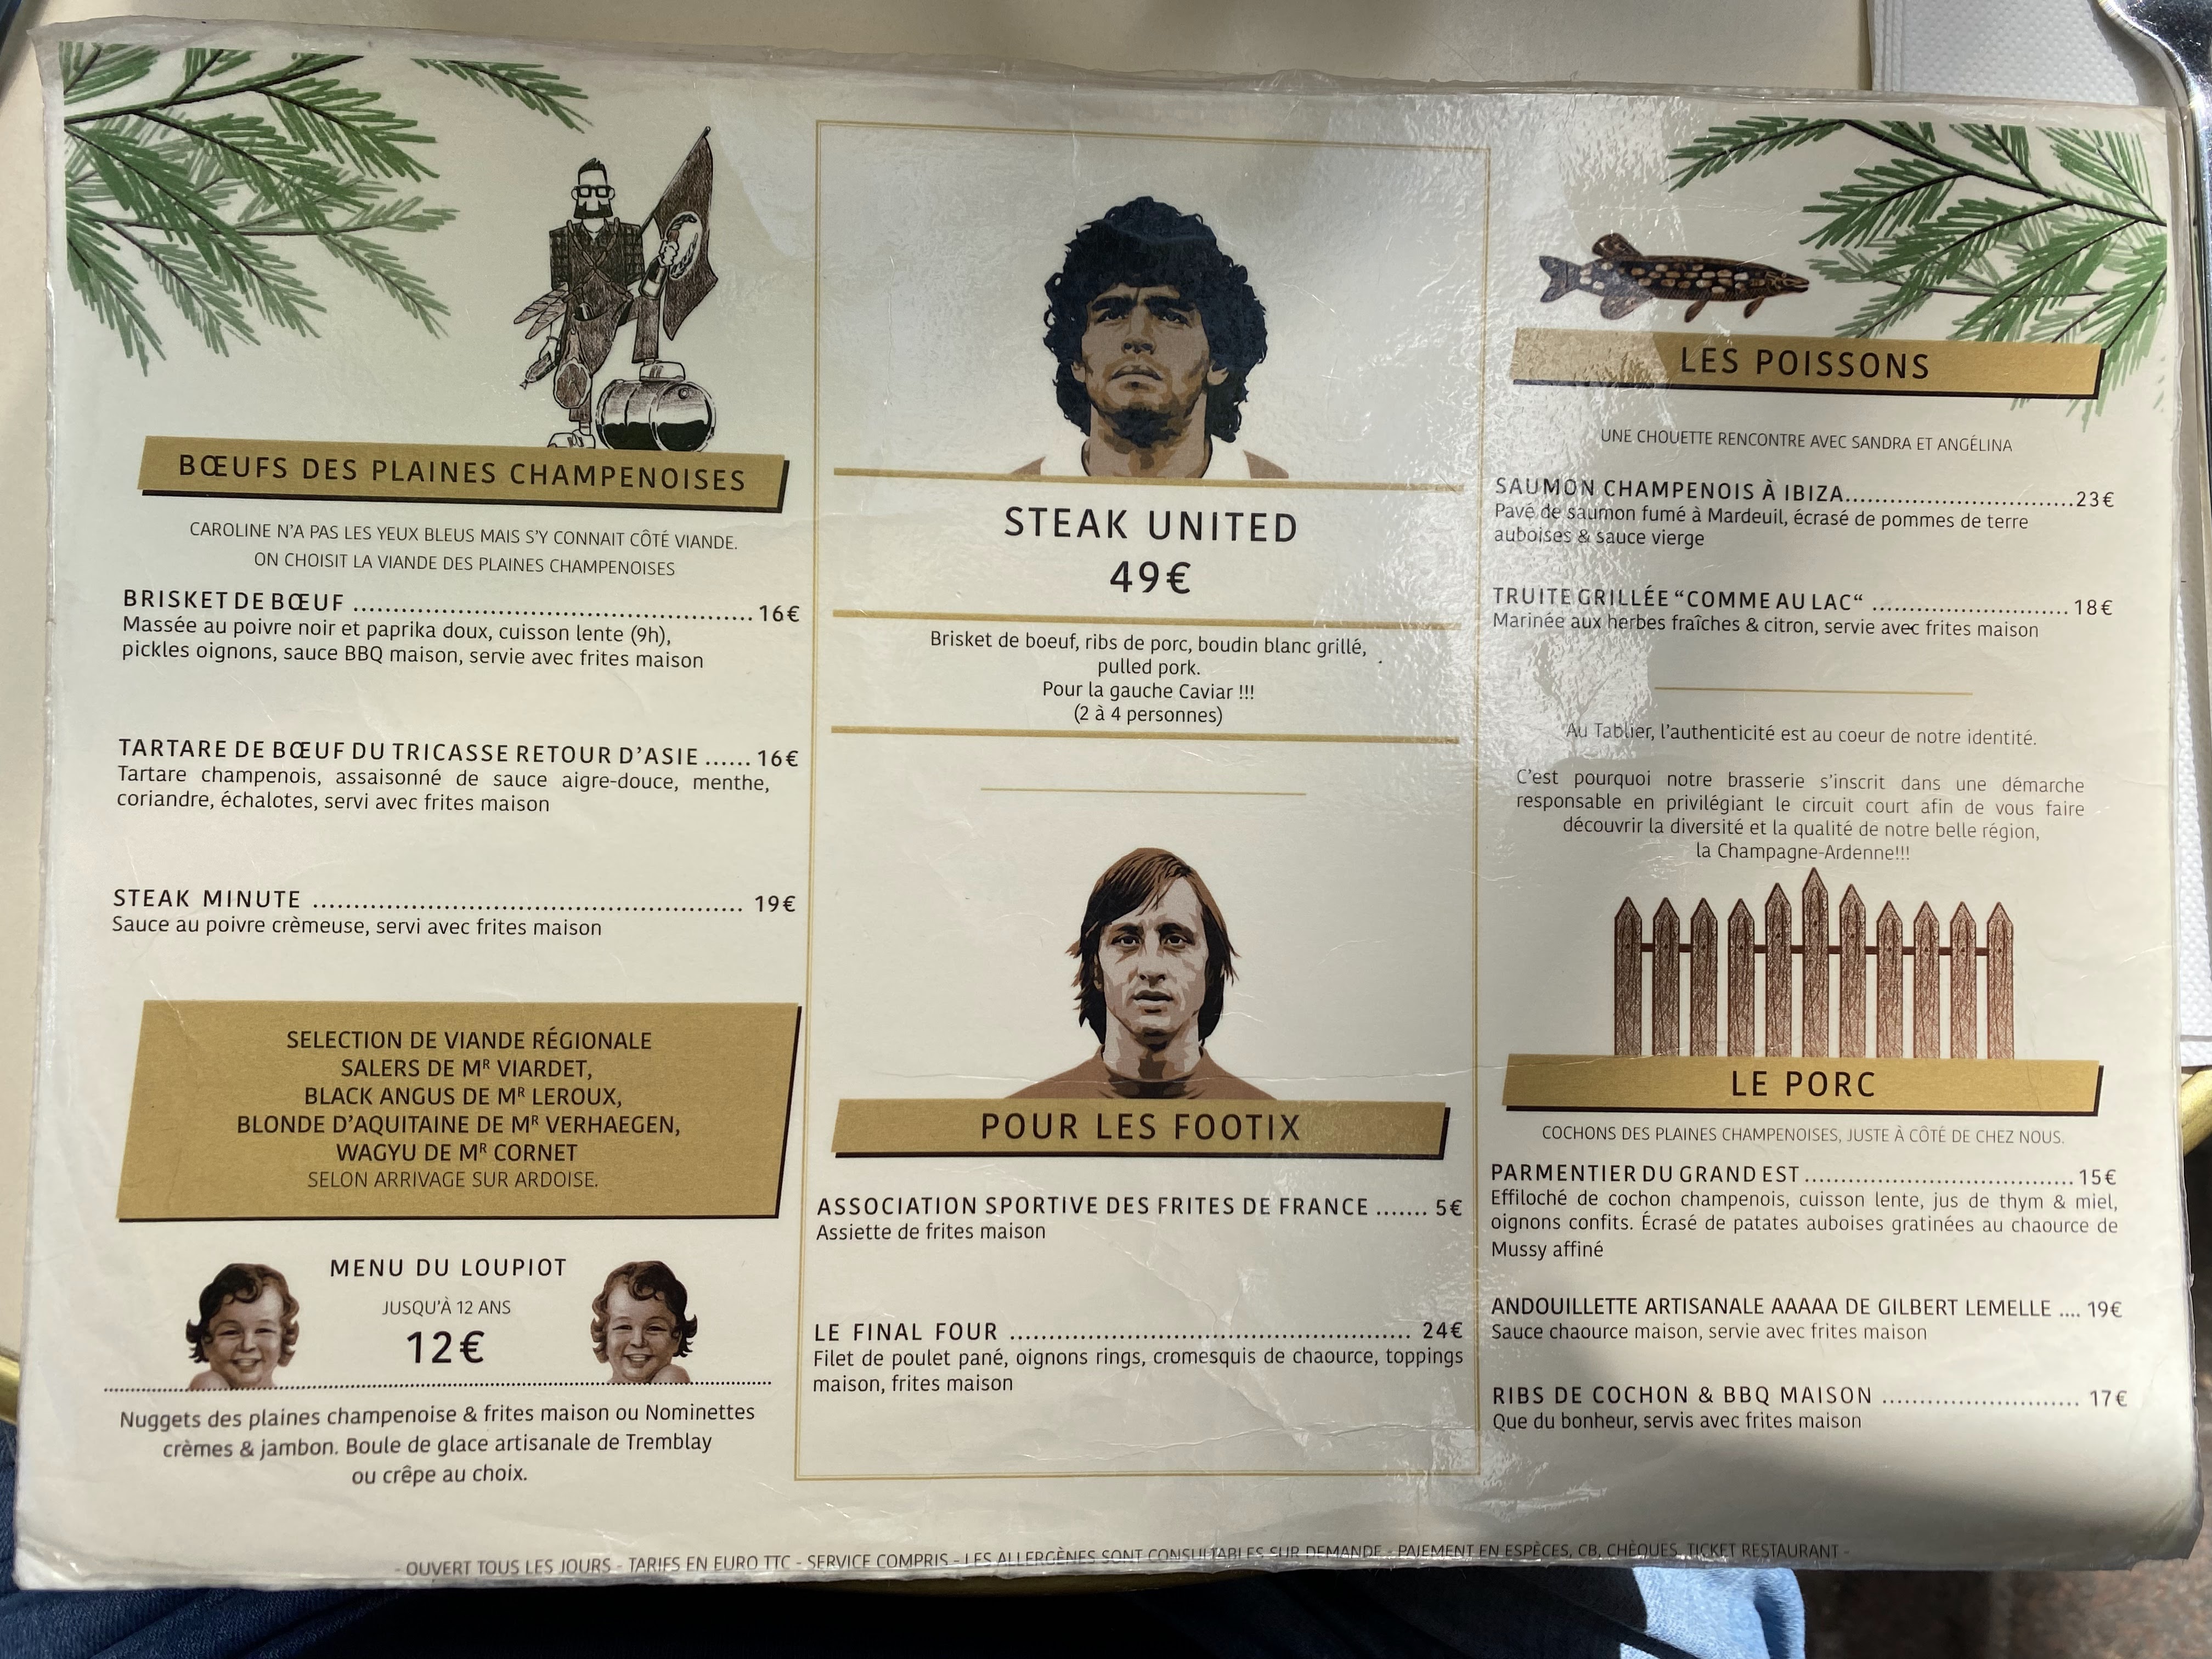 BŒUFS DES PLAINES CHAMPENOISES
CAROLINE N'A PAS LES YEUX BLEUS MAIS S'Y CONNAIT CÔTÉ VIANDE.
ON CHOISIT LA VIANDE DES PLAINES CHAMPENOISES
BRISKET DE BŒUF .................................................. 16€
Massée au poivre noir et paprika doux, cuisson lente (9h),
pickles oignons, sauce BBQ maison, servie avec frites maison
TARTARE DE BŒUF DU TRICASSE RETOUR D'ASIE ...... 16€
Tartare champenois, assaisonné de sauce aigre-douce, menthe,
coriandre, échalotes, servi avec frites maison
STEAK MINUTE ..................................................... 19€
Sauce au poivre crèmeuse, servi avec frites maison
SELECTION DE VIANDE RÉGIONALE
SALERS DE Mᴿ VIARDET,
BLACK ANGUS DE Mᴿ LEROUX,
BLONDE D'AQUITAINE DE Mᴿ VERHAEGEN,
WAGYU DE Mᴿ CORNET
SELON ARRIVAGE SUR ARDOISE.
MENU DU LOUPIOT
JUSQU'À 12 ANS
12€
Nuggets des plaines champenoise & frites maison ou Nominettes
crèmes & jambon. Boule de glace artisanale de Tremblay
ou crêpe au choix.
STEAK UNITED
49€
Brisket de boeuf, ribs de porc, boudin blanc grillé,
pulled pork.
Pour la gauche Caviar !!!
(2 à 4 personnes)
POUR LES FOOTIX
ASSOCIATION SPORTIVE DES FRITES DE FRANCE ....... 5€
Assiette de frites maison
LE FINAL FOUR .................................................. 24€
Filet de poulet pané, oignons rings, cromesquis de chaource, toppings
maison, frites maison
LES POISSONS
UNE CHOUETTE RENCONTRE AVEC SANDRA ET ANGÉLINA
SAUMON CHAMPENOIS À IBIZA............................23€
Pavé de saumon fumé à Mardeuil, écrasé de pommes de terre
auboises & sauce vierge
TRUITE GRILLÉE “COMME AU LAC“ ........................ 18€
Marinée aux herbes fraîches & citron, servie avec frites maison
Au Tablier, l'authenticité est au coeur de notre identité.
C'est pourquoi notre brasserie s'inscrit dans une démarche
responsable en privilégiant le circuit court afin de vous faire
découvrir la diversité et la qualité de notre belle région,
la Champagne-Ardenne!!!
LE PORC
COCHONS DES PLAINES CHAMPENOISES, JUSTE À CÔTÉ DE CHEZ NOUS.
PARMENTIER DU GRAND EST ................................. 15€
Effiloché de cochon champenois, cuisson lente, jus de thym & miel,
oignons confits. Écrasé de patates auboises gratinées au chaource de
Mussy affiné
ANDOUILLETTE ARTISANALE AAAAA DE GILBERT LEMELLE .... 19€
Sauce chaource maison, servie avec frites maison
RIBS DE COCHON & BBQ MAISON ........................ 17€
Que du bonheur, servis avec frites maison
- OUVERT TOUS LES JOURS - TARIFS EN EURO TTC - SERVICE COMPRIS - LES ALLERGÈNES SONT CONSULTABLES SUR DEMANDE - PAIEMENT EN ESPÈCES, CB, CHÈQUES, TICKET RESTAURANT -